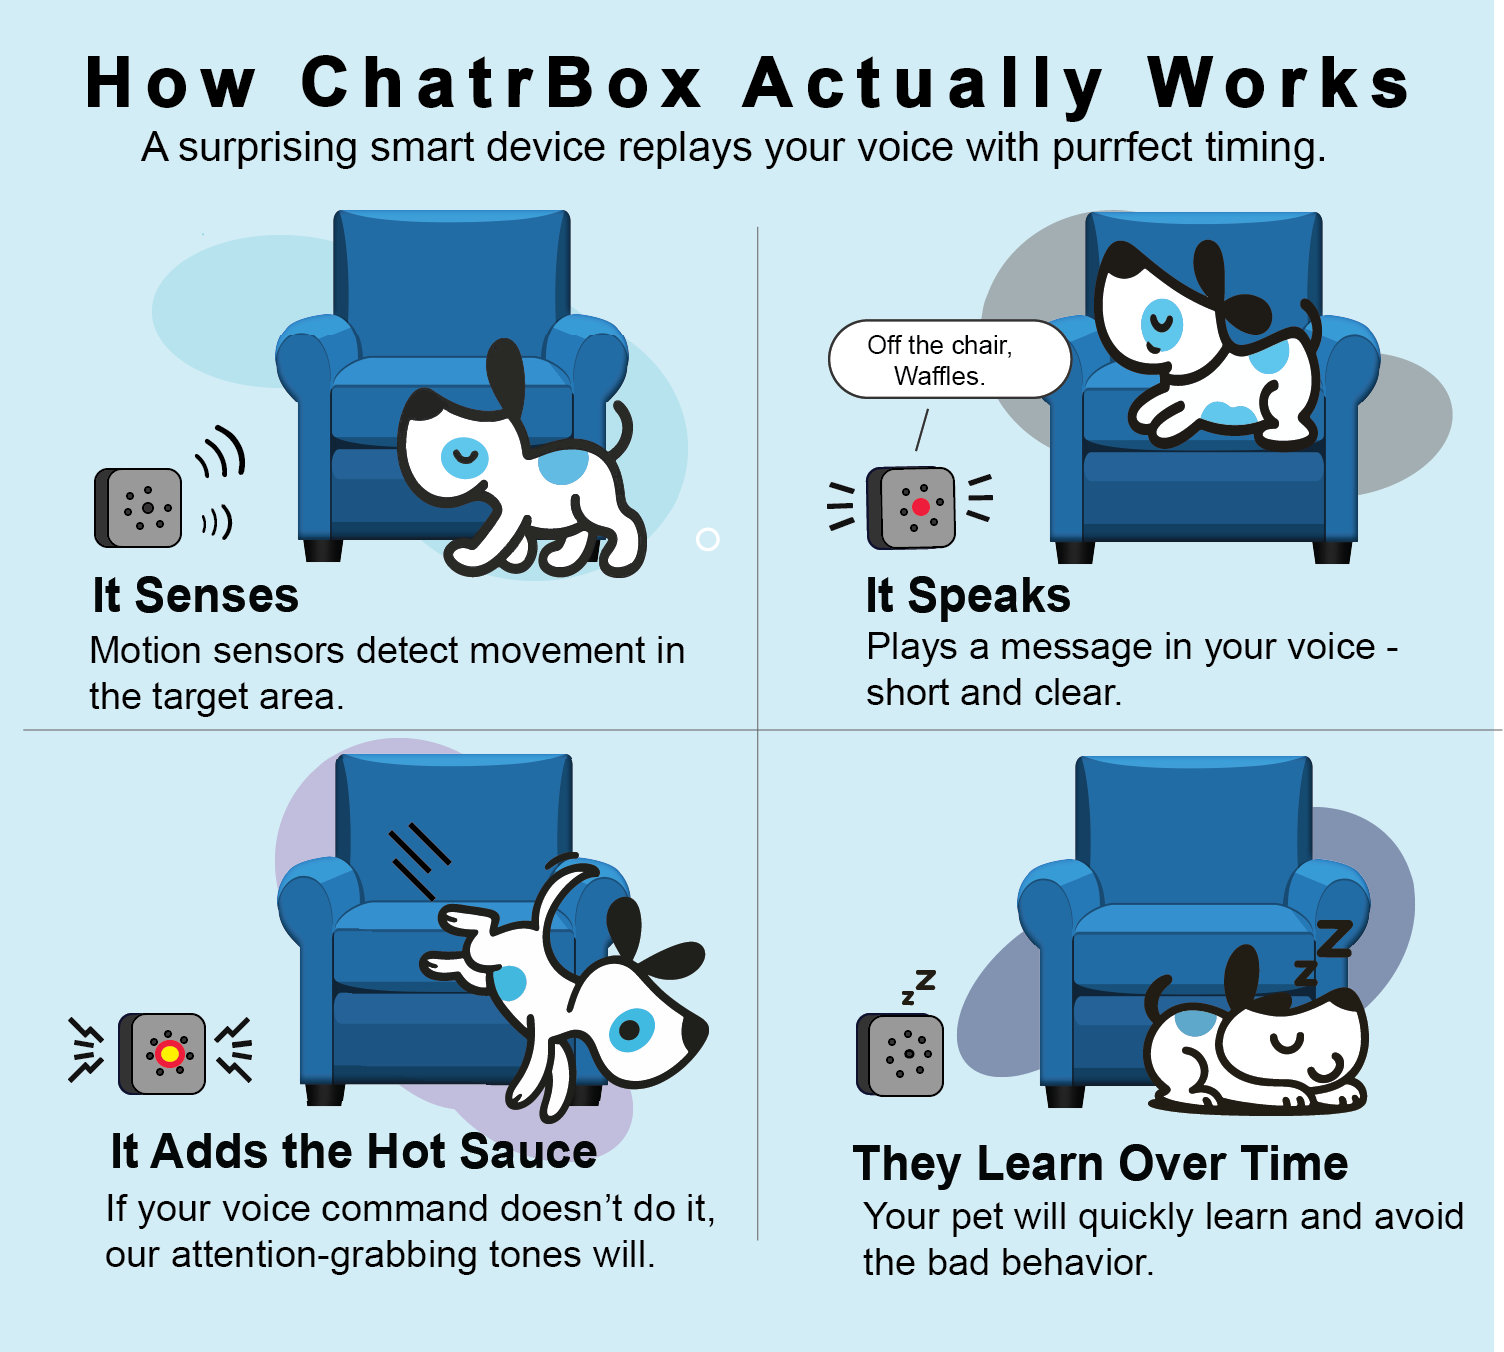 How ChatrBox Actually Works
A surprising smart device replays your voice with purrfect timing.
Off the chair,
Waffles.
It Senses
Motion sensors detect movement in
the target area.
It Speaks
Plays a message in your voice -
short and clear.
It Adds the Hot Sauce
If your voice command doesn’t do it,
our attention-grabbing tones will.
z Z
z Z
They Learn Over Time
Your pet will quickly learn and avoid
the bad behavior.